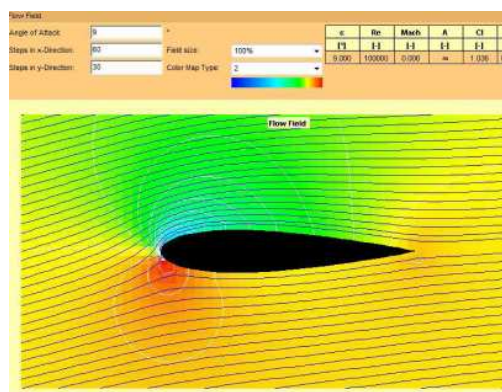 Flow Field
Angle of Attack: 9 °
Steps in x-Direction: 60 Field size: 100%
Steps in y-Direction: 30 Color Map Type: 2
α Re Mach A Cl
[°] [-] [-] [-] [-]
9.000 100000 0.000 ∞ 1.036
Flow Field